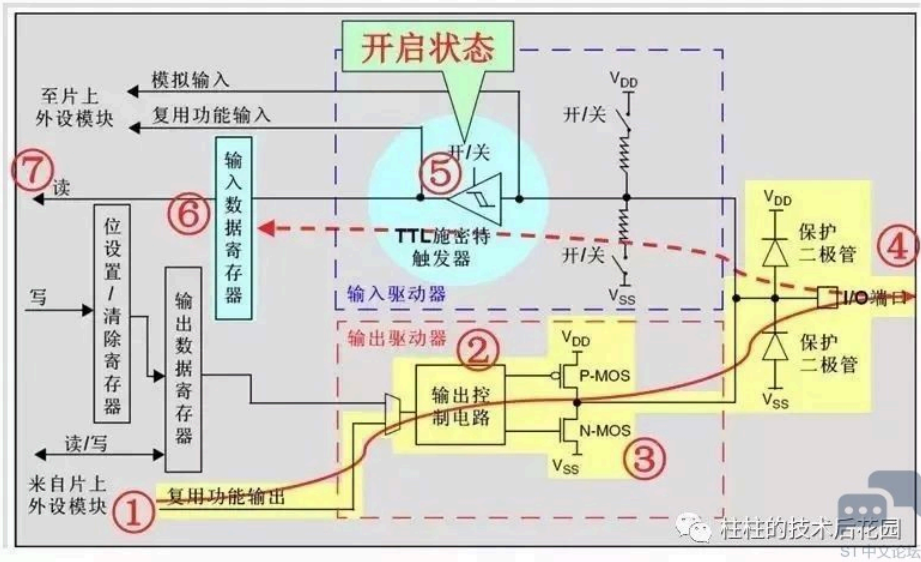 开启状态
模拟输入
至片上
外设模块
复用功能输入
开/关
VDD
开/关
⑦
读
⑤
⑥
输入数据寄存器
TTL施密特
触发器
开/关
VSS
输入驱动器
VDD
保护
二极管
④
I/O端口
保护
二极管
VSS
写
位设置/清除寄存器
输出数据寄存器
输出驱动器
②
VDD
P-MOS
输出控
制电路
N-MOS
VSS
③
读/写
来自片上
外设模块
①
复用功能输出
柱柱的技术后花园
ST中文论坛